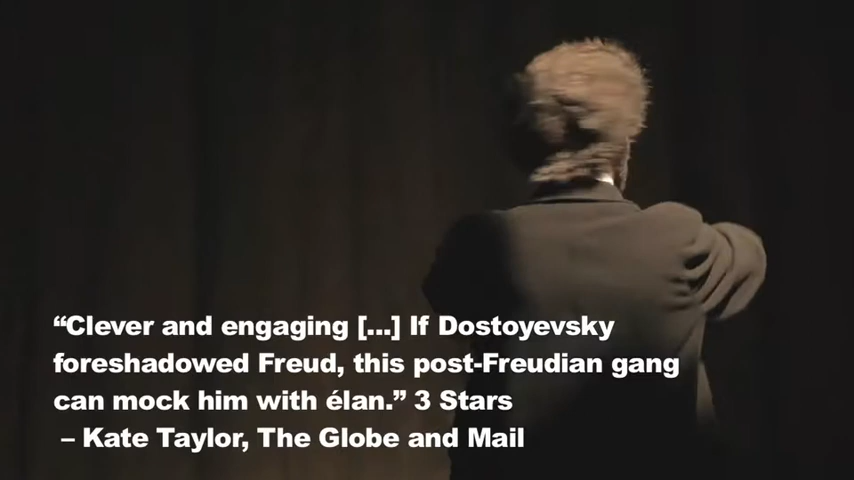 “Clever and engaging [...] If Dostoyevsky
foreshadowed Freud, this post-Freudian gang
can mock him with élan.” 3 Stars
– Kate Taylor, The Globe and Mail